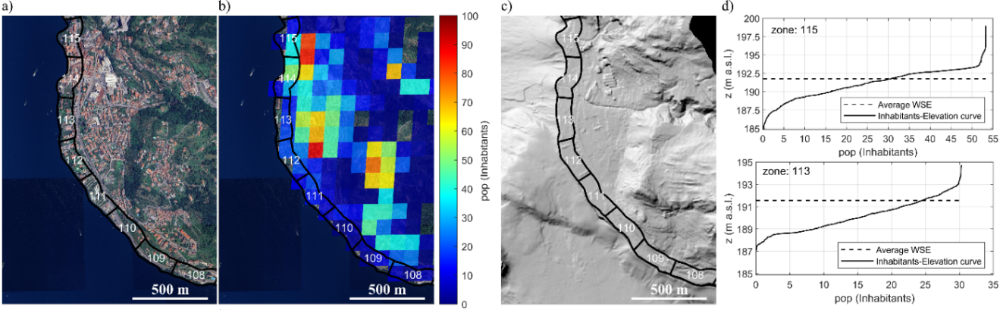 a)
115
114
113
112
111
110
109
108
500 m
b)
115
114
113
112
111
110
109
108
500 m
100
90
80
70
60
50
40
30
20
10
0
pop (Inhabitants)
c)
115
114
113
112
111
110
109
108
500 m
d)
200
197.5
195
192.5
190
187.5
185
z (m a.s.l.)
zone: 115
Average WSE
Inhabitants-Elevation curve
0 5 10 15 20 25 30 35 40 45 50 55
pop (Inhabitants)
195
193
191
189
187
185
z (m a.s.l.)
zone: 113
Average WSE
Inhabitants-Elevation curve
0 5 10 15 20 25 30 35
pop (Inhabitants)